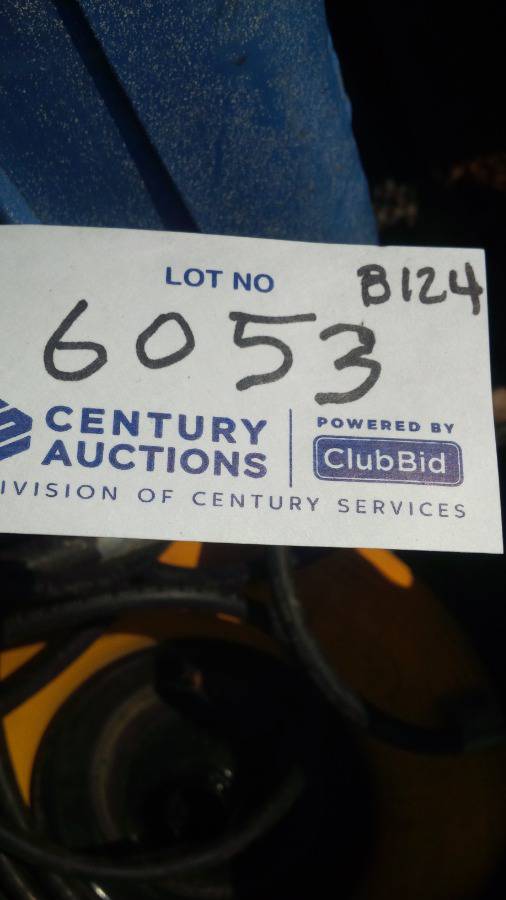 LOT NO
B124
6053
CENTURY
AUCTIONS
POWERED BY
ClubBid
IVISION OF CENTURY SERVICES